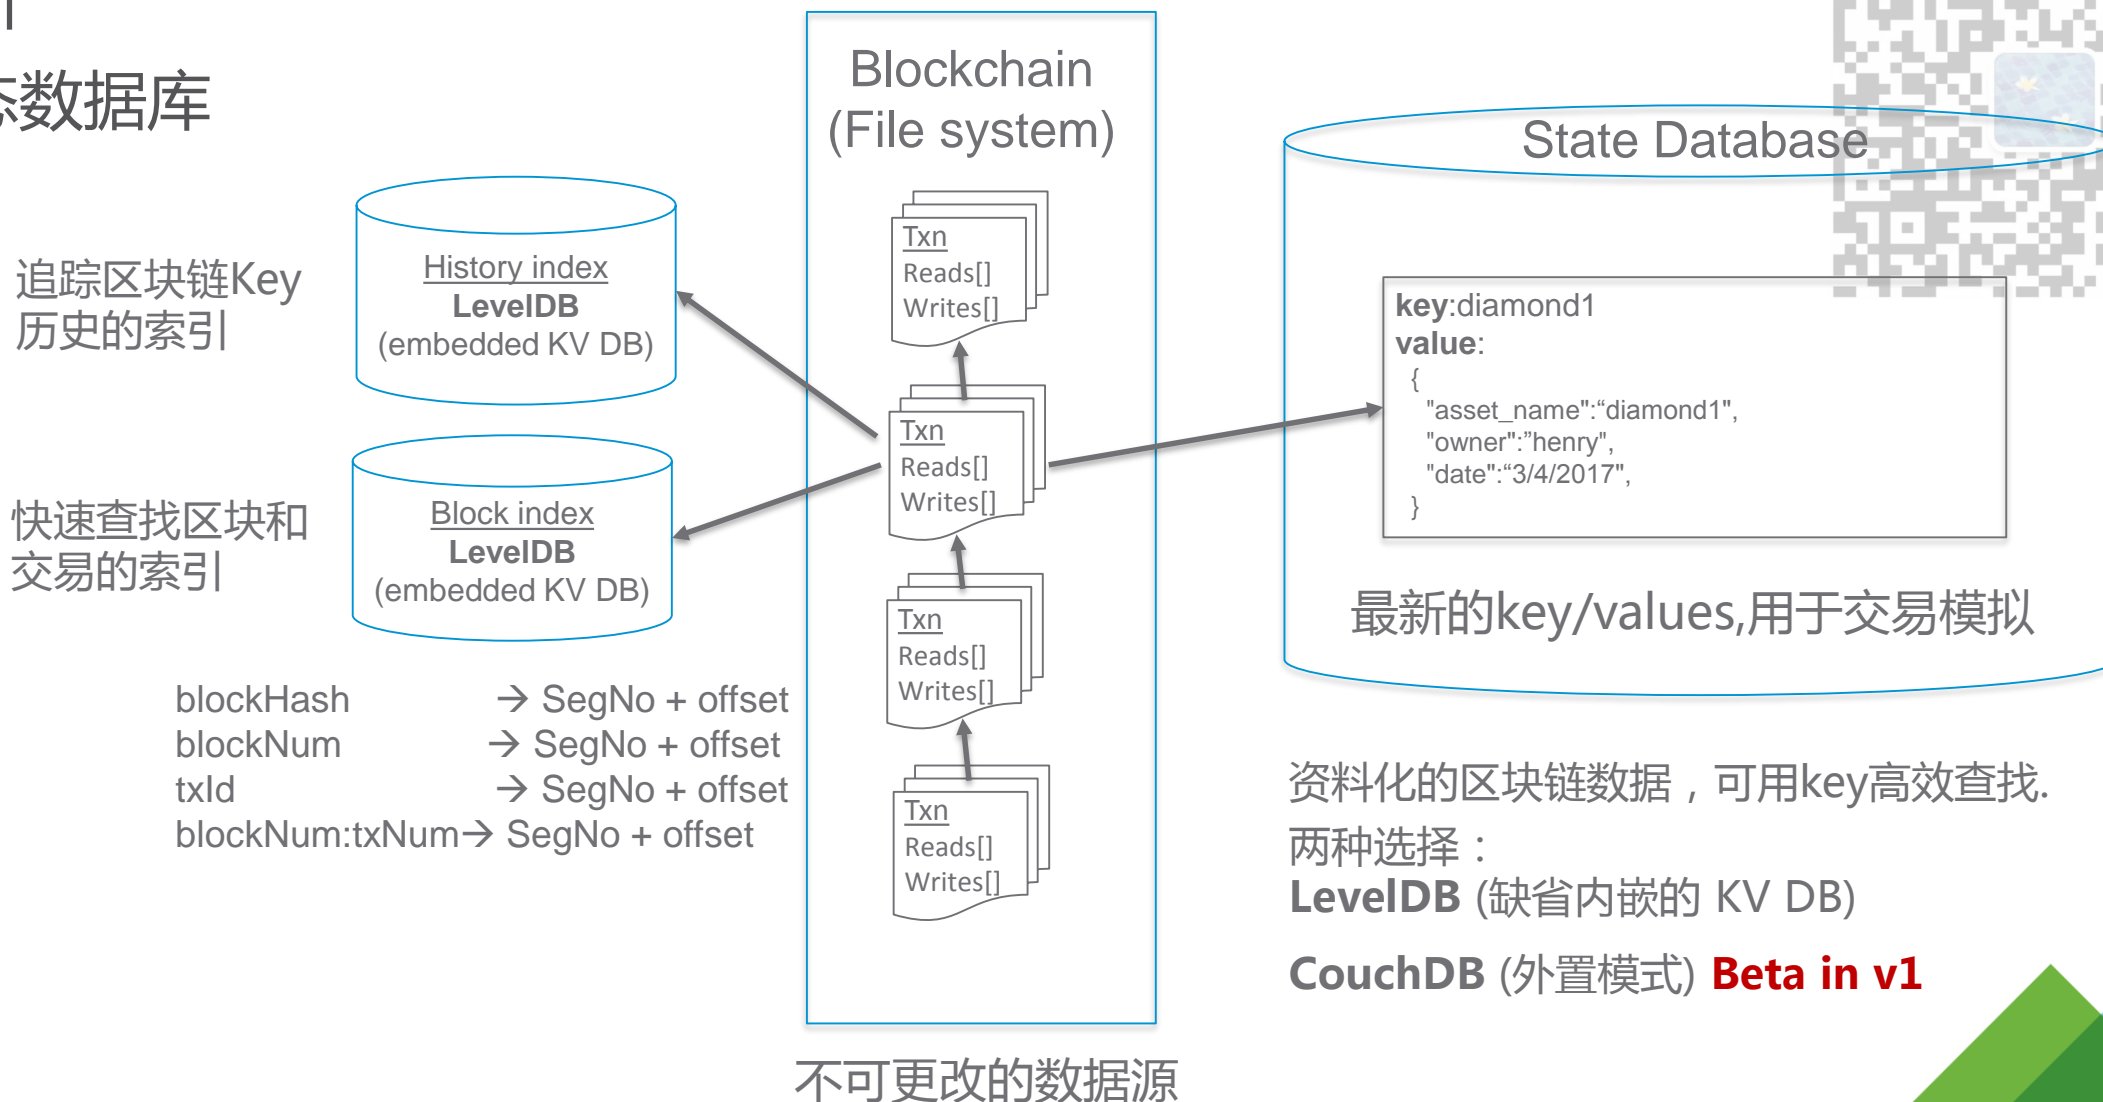 数据库
Blockchain
(File system)
State Database
追踪区块链Key
历史的索引
History index
LevelDB
(embedded KV DB)
快速查找区块和
交易的索引
Block index
LevelDB
(embedded KV DB)
blockHash → SegNo + offset
blockNum → SegNo + offset
txId → SegNo + offset
blockNum:txNum→ SegNo + offset
Txn
Reads[]
Writes[]
Txn
Reads[]
Writes[]
Txn
Reads[]
Writes[]
Txn
Reads[]
Writes[]
不可更改的数据源
key:diamond1
value:
{
"asset_name":“diamond1",
"owner":”henry",
"date":“3/4/2017",
}
最新的key/values,用于交易模拟
资料化的区块链数据，可用key高效查找.
两种选择：
LevelDB (缺省内嵌的 KV DB)
CouchDB (外置模式) Beta in v1